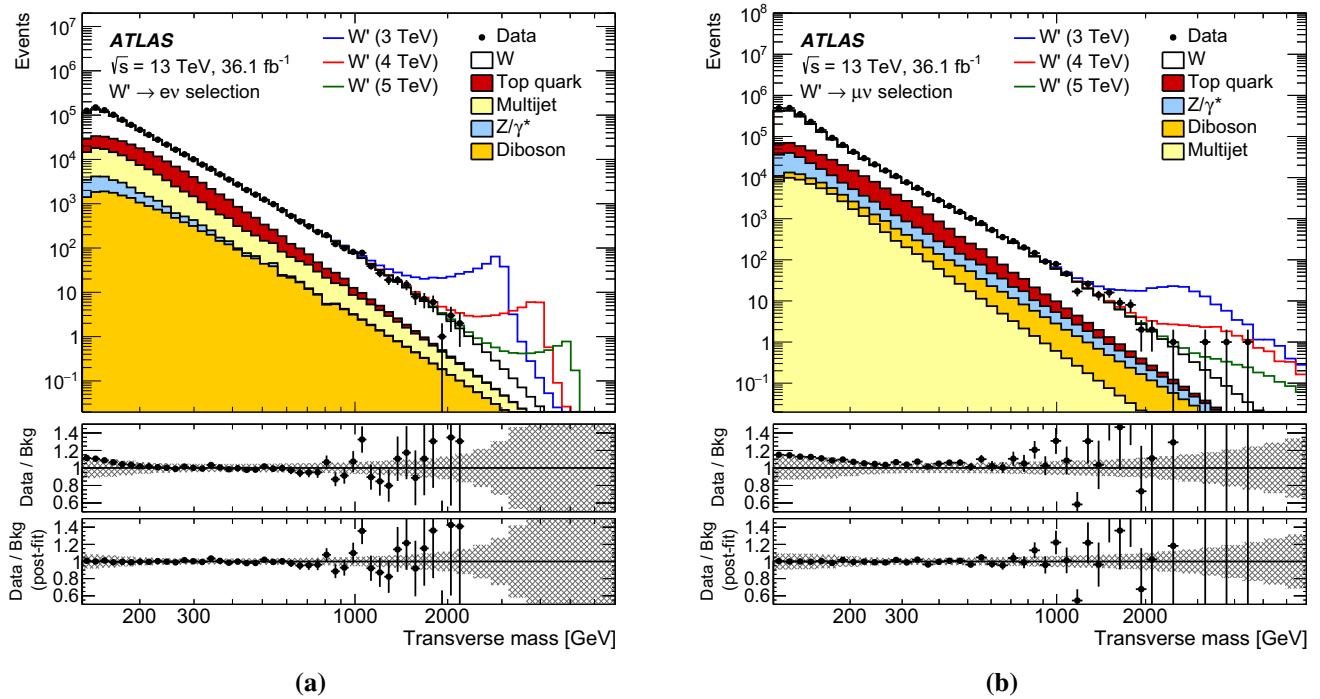 Events
10⁷
10⁶
10⁵
10⁴
10³
10²
10
1
10⁻¹
ATLAS
√s = 13 TeV, 36.1 fb⁻¹
W' → eν selection
W' (3 TeV)
W' (4 TeV)
W' (5 TeV)
Data
W
Top quark
Multijet
Z/γ*
Diboson
Data / Bkg
1.4
1.2
1
0.8
0.6
Data / Bkg
(post-fit)
1.4
1.2
1
0.8
0.6
200 300 1000 2000
Transverse mass [GeV]
(a)
Events
10⁸
10⁷
10⁶
10⁵
10⁴
10³
10²
10
1
10⁻¹
ATLAS
√s = 13 TeV, 36.1 fb⁻¹
W' → μν selection
W' (3 TeV)
W' (4 TeV)
W' (5 TeV)
Data
W
Top quark
Z/γ*
Diboson
Multijet
Data / Bkg
1.4
1.2
1
0.8
0.6
Data / Bkg
(post-fit)
1.4
1.2
1
0.8
0.6
200 300 1000 2000
Transverse mass [GeV]
(b)